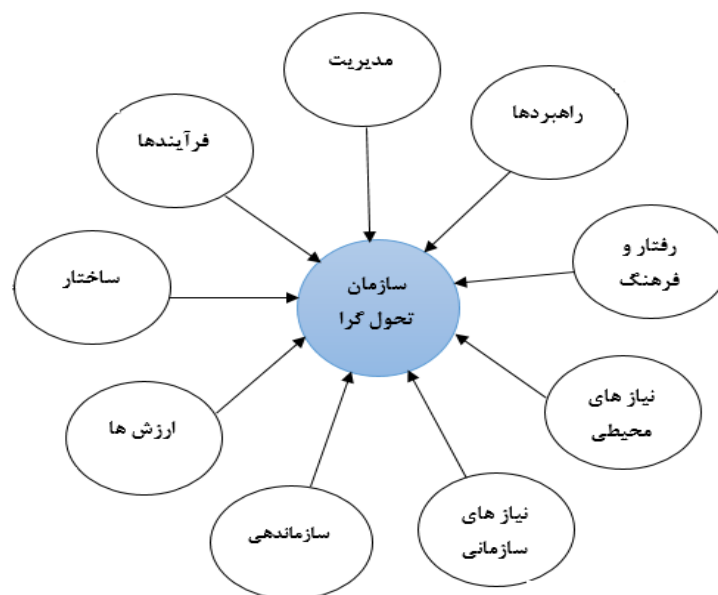 مدیریت
راهبردها
فرآیندها
رفتار و
فرهنگ
ساختار
سازمان
تحول گرا
نیاز های
محیطی
ارزش ها
نیاز های
سازمانی
سازماندهی